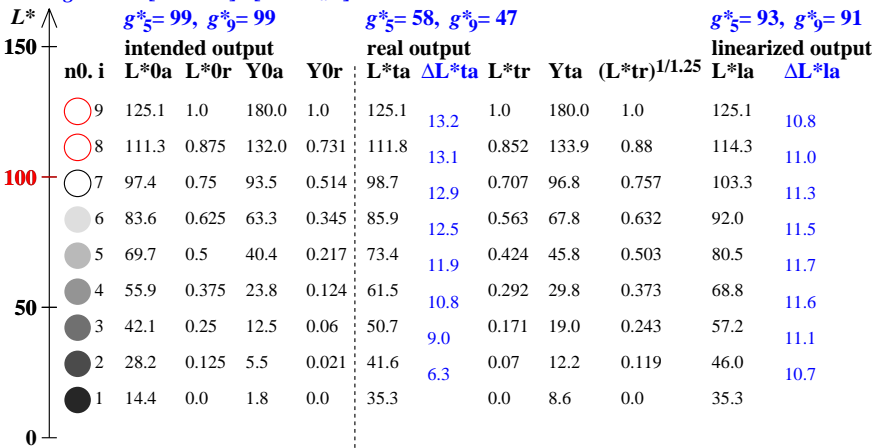 L* g*5= 99, g*9= 99 g*5= 58, g*9= 47 g*5= 93, g*9= 91
150 intended output real output linearized output
n0. i L*0a L*0r Y0a Y0r L*ta ΔL*ta L*tr Yta (L*tr)1/1.25 L*la ΔL*la
9 125.1 1.0 180.0 1.0 125.1 1.0 180.0 1.0 125.1
13.2 10.8
8 111.3 0.875 132.0 0.731 111.8 0.852 133.9 0.88 114.3
13.1 11.0
100 7 97.4 0.75 93.5 0.514 98.7 0.707 96.8 0.757 103.3
12.9 11.3
6 83.6 0.625 63.3 0.345 85.9 0.563 67.8 0.632 92.0
12.5 11.5
5 69.7 0.5 40.4 0.217 73.4 0.424 45.8 0.503 80.5
11.9 11.7
4 55.9 0.375 23.8 0.124 61.5 0.292 29.8 0.373 68.8
10.8 11.6
50
3 42.1 0.25 12.5 0.06 50.7 0.171 19.0 0.243 57.2
9.0 11.1
2 28.2 0.125 5.5 0.021 41.6 0.07 12.2 0.119 46.0
6.3 10.7
1 14.4 0.0 1.8 0.0 35.3 0.0 8.6 0.0 35.3
0